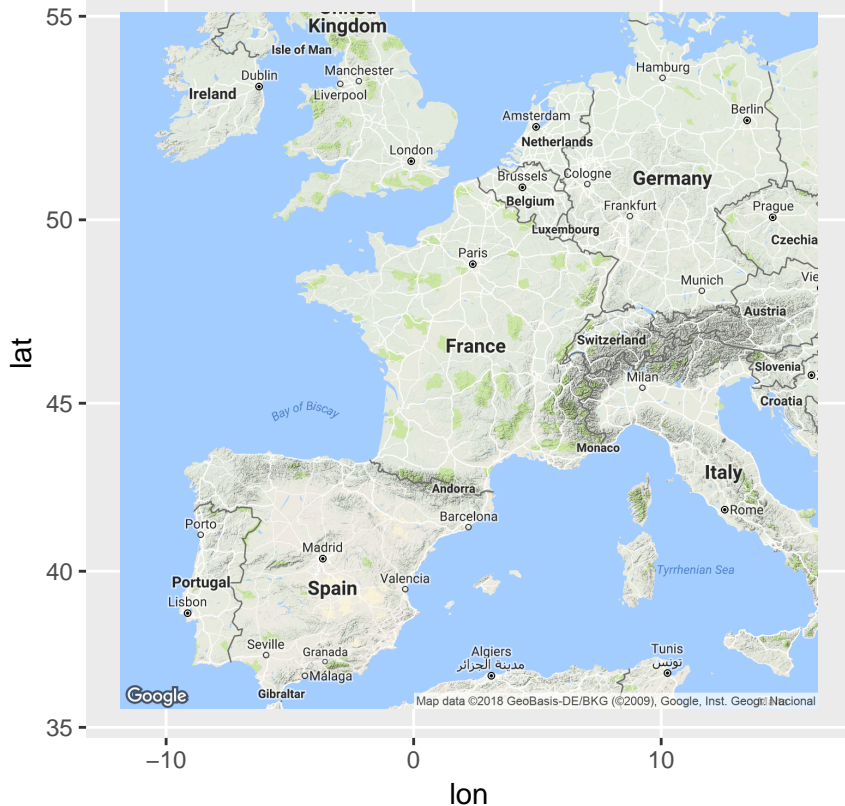 55
United
Kingdom
Isle of Man
Hamburg
Manchester
Dublin
Ireland
Liverpool
Berlin
Amsterdam
Netherlands
London
Brussels
Cologne
Germany
Belgium
Frankfurt
Prague
50
Luxembourg
Czechia
Paris
Munich
Vie
Austria
lat
France
Switzerland
Slovenia
Milan
45
Bay of Biscay
Croatia
Monaco
Italy
Andorra
Rome
Barcelona
Porto
Madrid
40
Tyrrhenian Sea
Portugal
Spain
Valencia
Lisbon
Seville
Granada
Algiers
مدينة الجزائر
Tunis
تونس
Málaga
Gibraltar
Google
Map data ©2018 GeoBasis-DE/BKG (©2009), Google, Inst. Geogr. Nacional
35
−10
0
10
lon